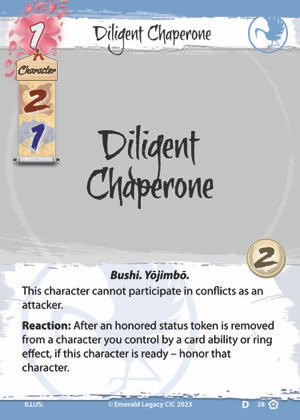 1
Diligent Chaperone
Character
2
1
Diligent
Chaperone
2
Bushi. Yōjimbō.
This character cannot participate in conflicts as an
attacker.
Reaction: After an honored status token is removed
from a character you control by a card ability or ring
effect, if this character is ready – honor that
character.
ILLUS:
© Emerald Legacy CIC 2023
D 38